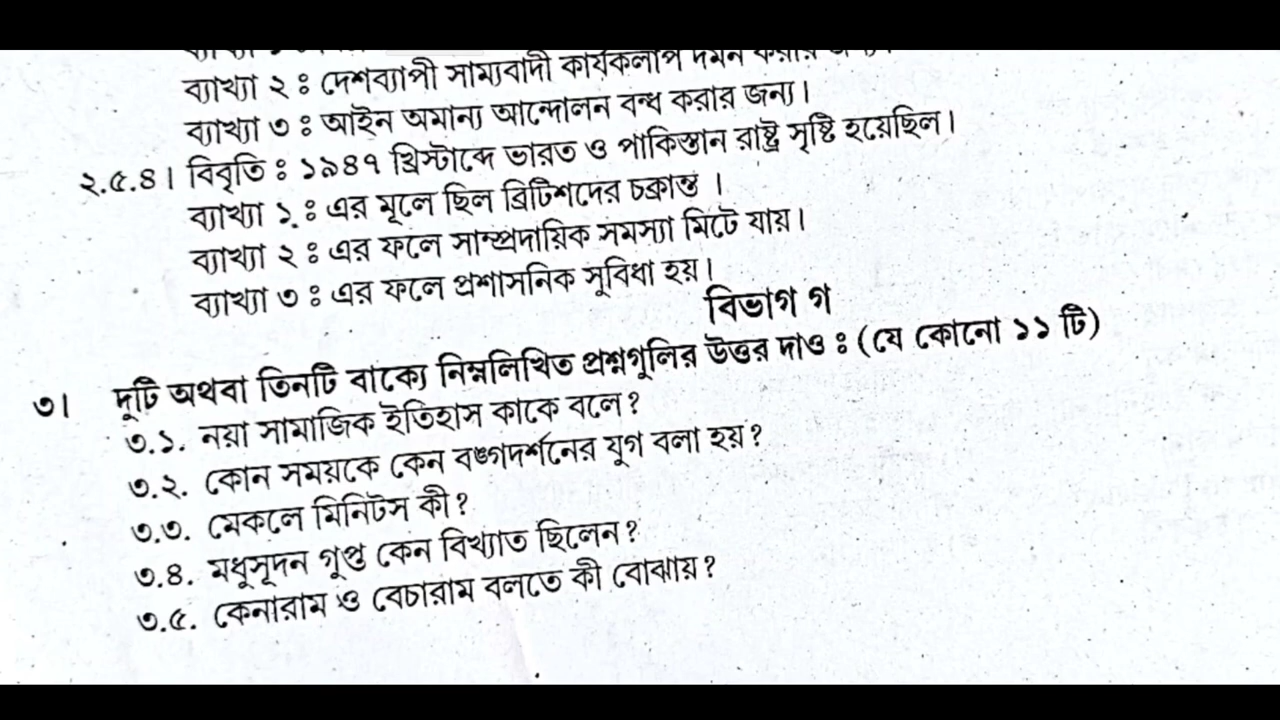 ব্যাখ্যা ২ ঃ দেশব্যাপী সাম্যবাদী কার্যকলাপ দমন করার জন্য।
ব্যাখ্যা ৩ ঃ আইন অমান্য আন্দোলন বন্ধ করার জন্য।
২.৫.৪। বিবৃতি ঃ ১৯৪৭ খ্রিস্টাব্দে ভারত ও পাকিস্তান রাষ্ট্র সৃষ্টি হয়েছিল।
ব্যাখ্যা ১ ঃ এর মূলে ছিল ব্রিটিশদের চক্রান্ত ।
ব্যাখ্যা ২ ঃ এর ফলে সাম্প্রদায়িক সমস্যা মিটে যায়।
ব্যাখ্যা ৩ ঃ এর ফলে প্রশাসনিক সুবিধা হয়।
বিভাগ গ
৩। দুটি অথবা তিনটি বাক্যে নিম্নলিখিত প্রশ্নগুলির উত্তর দাও ঃ (যে কোনো ১১ টি)
৩.১. নয়া সামাজিক ইতিহাস কাকে বলে?
৩.২. কোন সময়কে কেন বঙ্গদর্শনের যুগ বলা হয়?
৩.৩. মেকলে মিনিটস কী?
৩.৪. মধুসূদন গুপ্ত কেন বিখ্যাত ছিলেন?
৩.৫. কেনারাম ও বেচারাম বলতে কী বোঝায়?